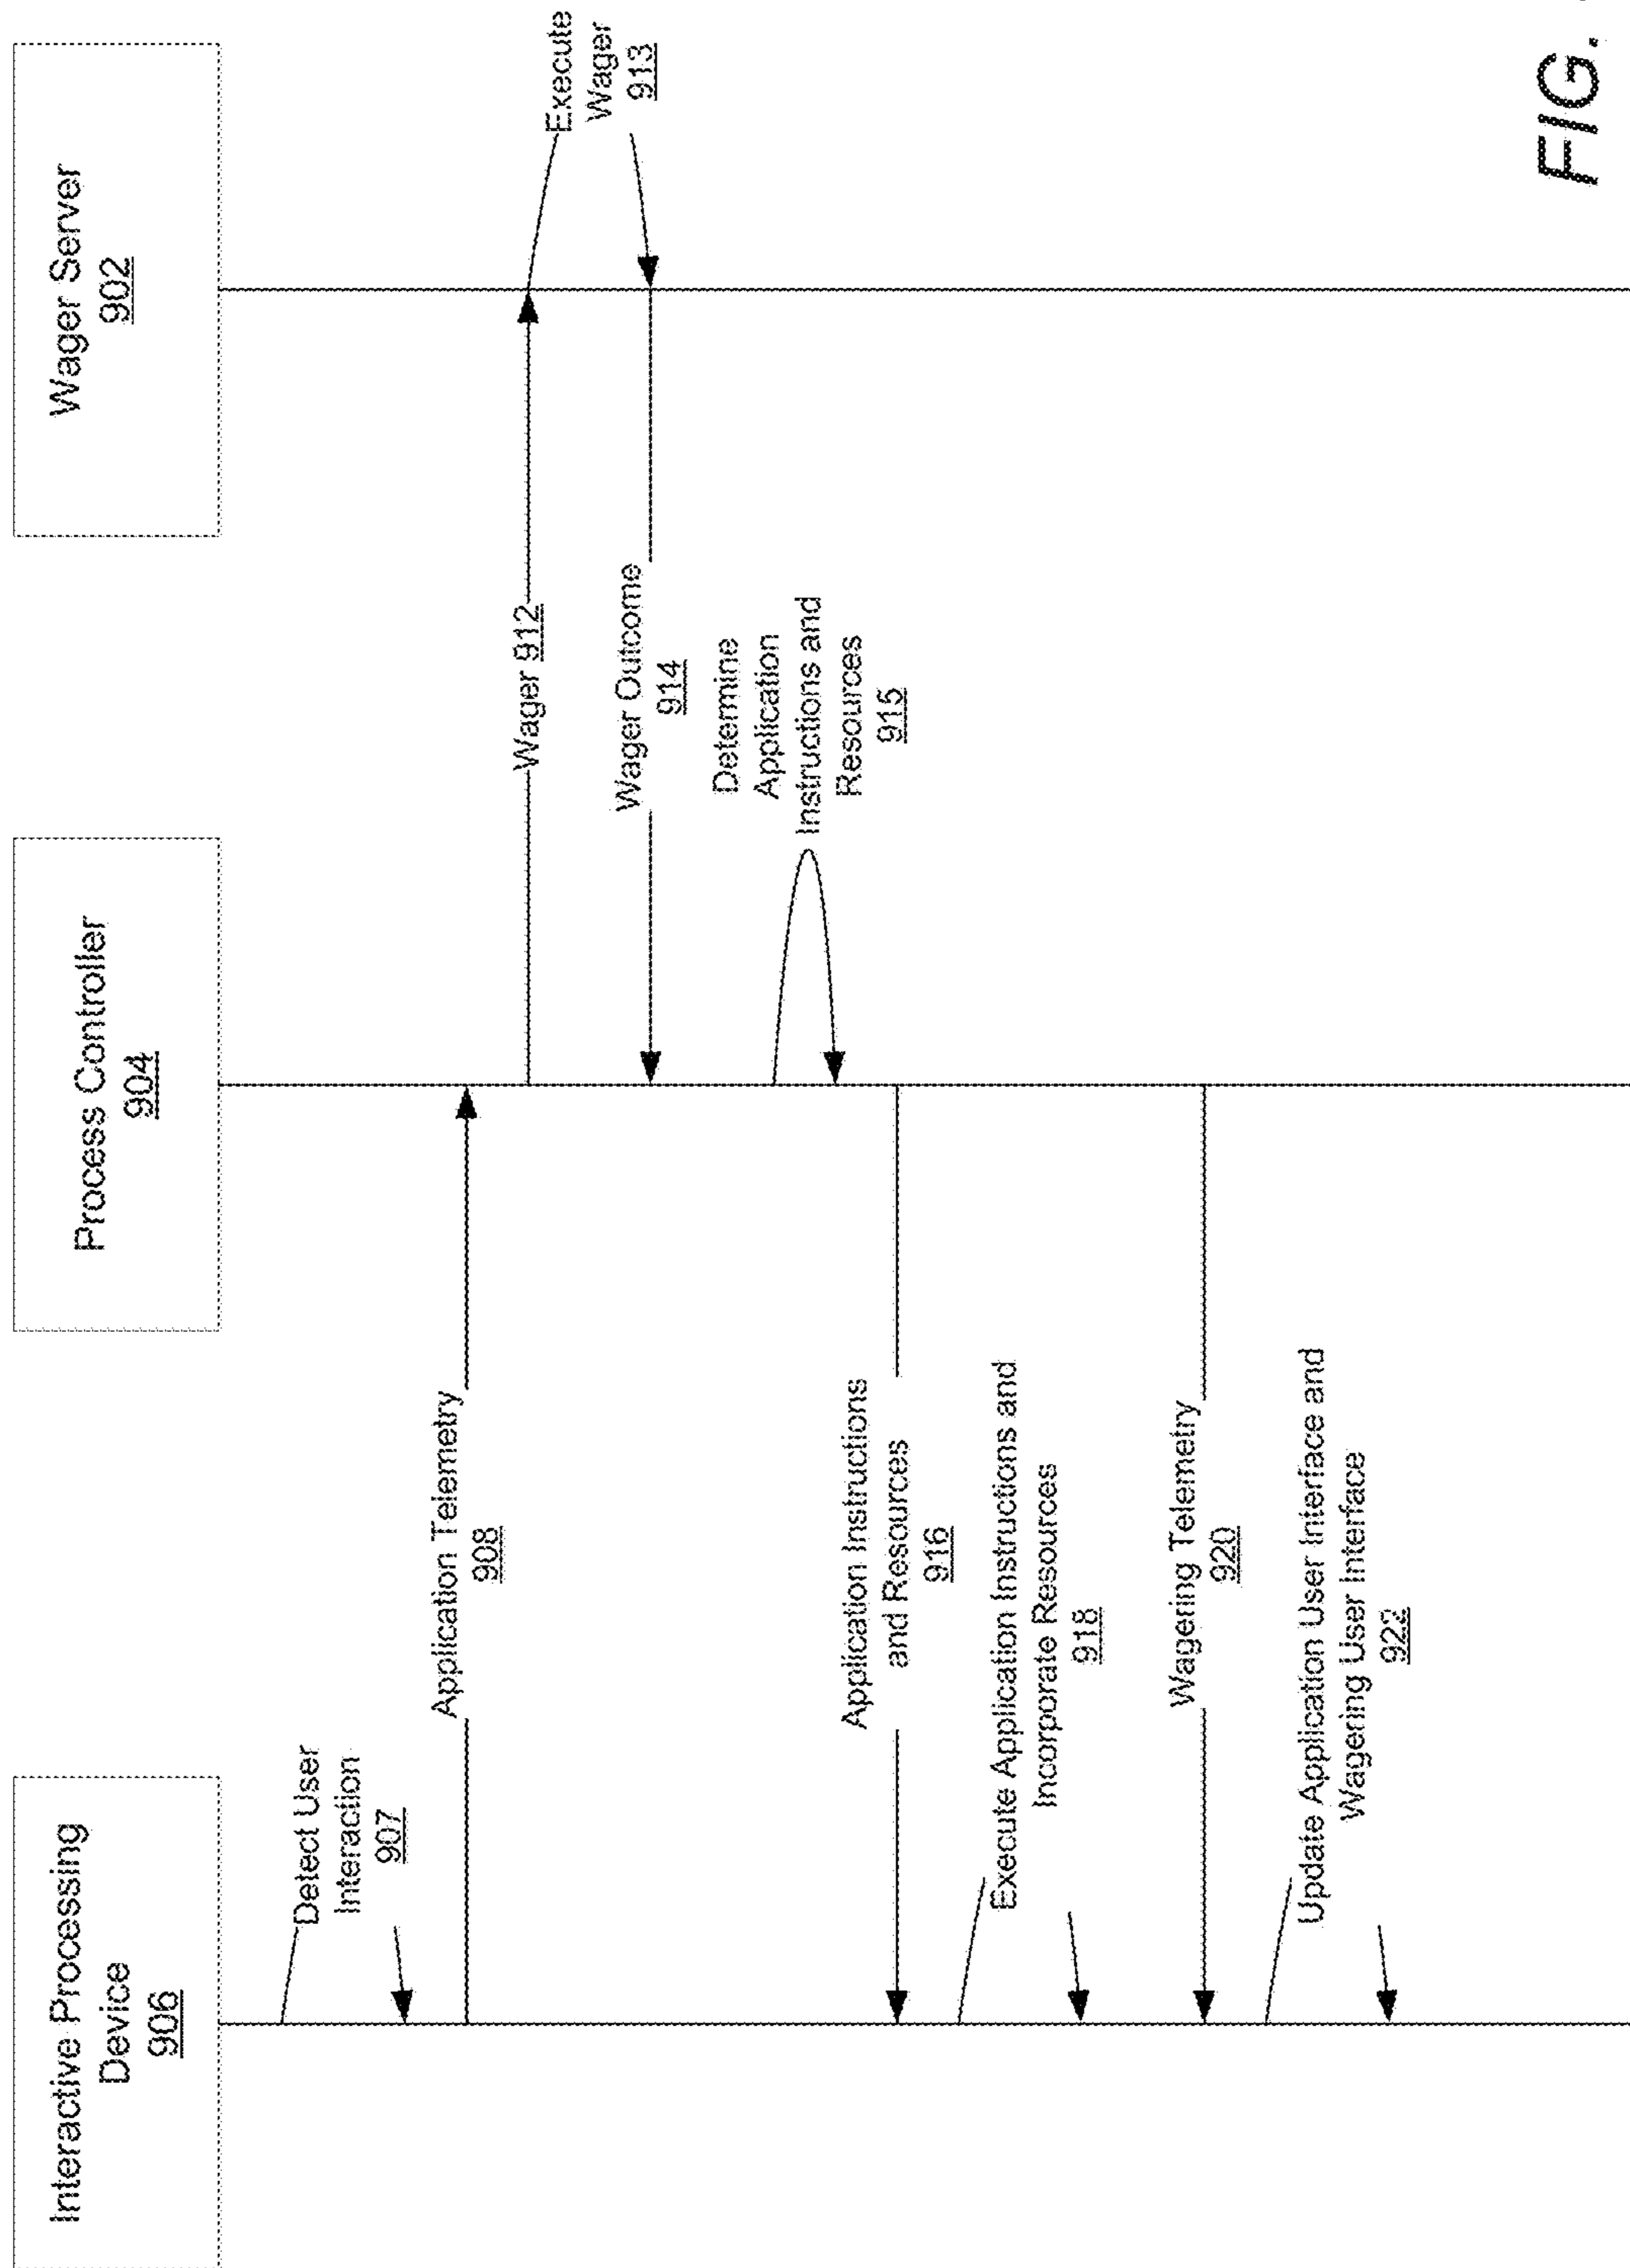 Interactive Processing
Device
906
Process Controller
904
Wager Server
902
Detect User
Interaction
907
Application Telemetry
908
Wager 912
Execute
Wager
913
Wager Outcome
914
Determine
Application
Instructions and
Resources
915
Application Instructions
and Resources
916
Execute Application Instructions and
Incorporate Resources
918
Wagering Telemetry
920
Update Application User Interface and
Wagering User Interface
922
FIG.